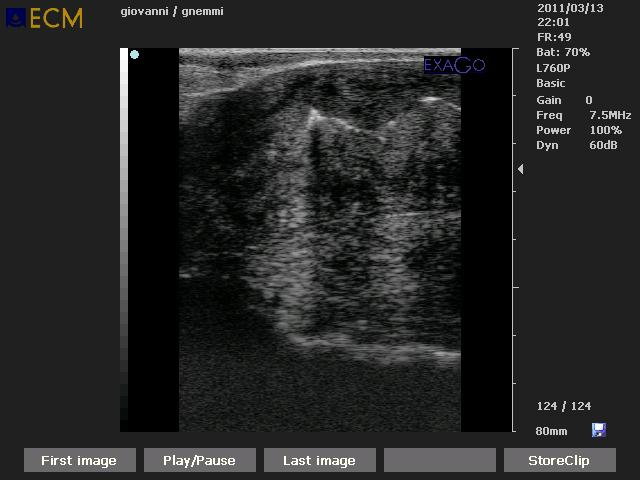 ECM
giovanni / gnemmi
2011/03/13
22:01
FR:49
Bat: 70%
L760P
Basic
Gain 0
Freq 7.5MHz
Power 100%
Dyn 60dB
EXAGO
124 / 124
80mm
First image
Play/Pause
Last image
StoreClip